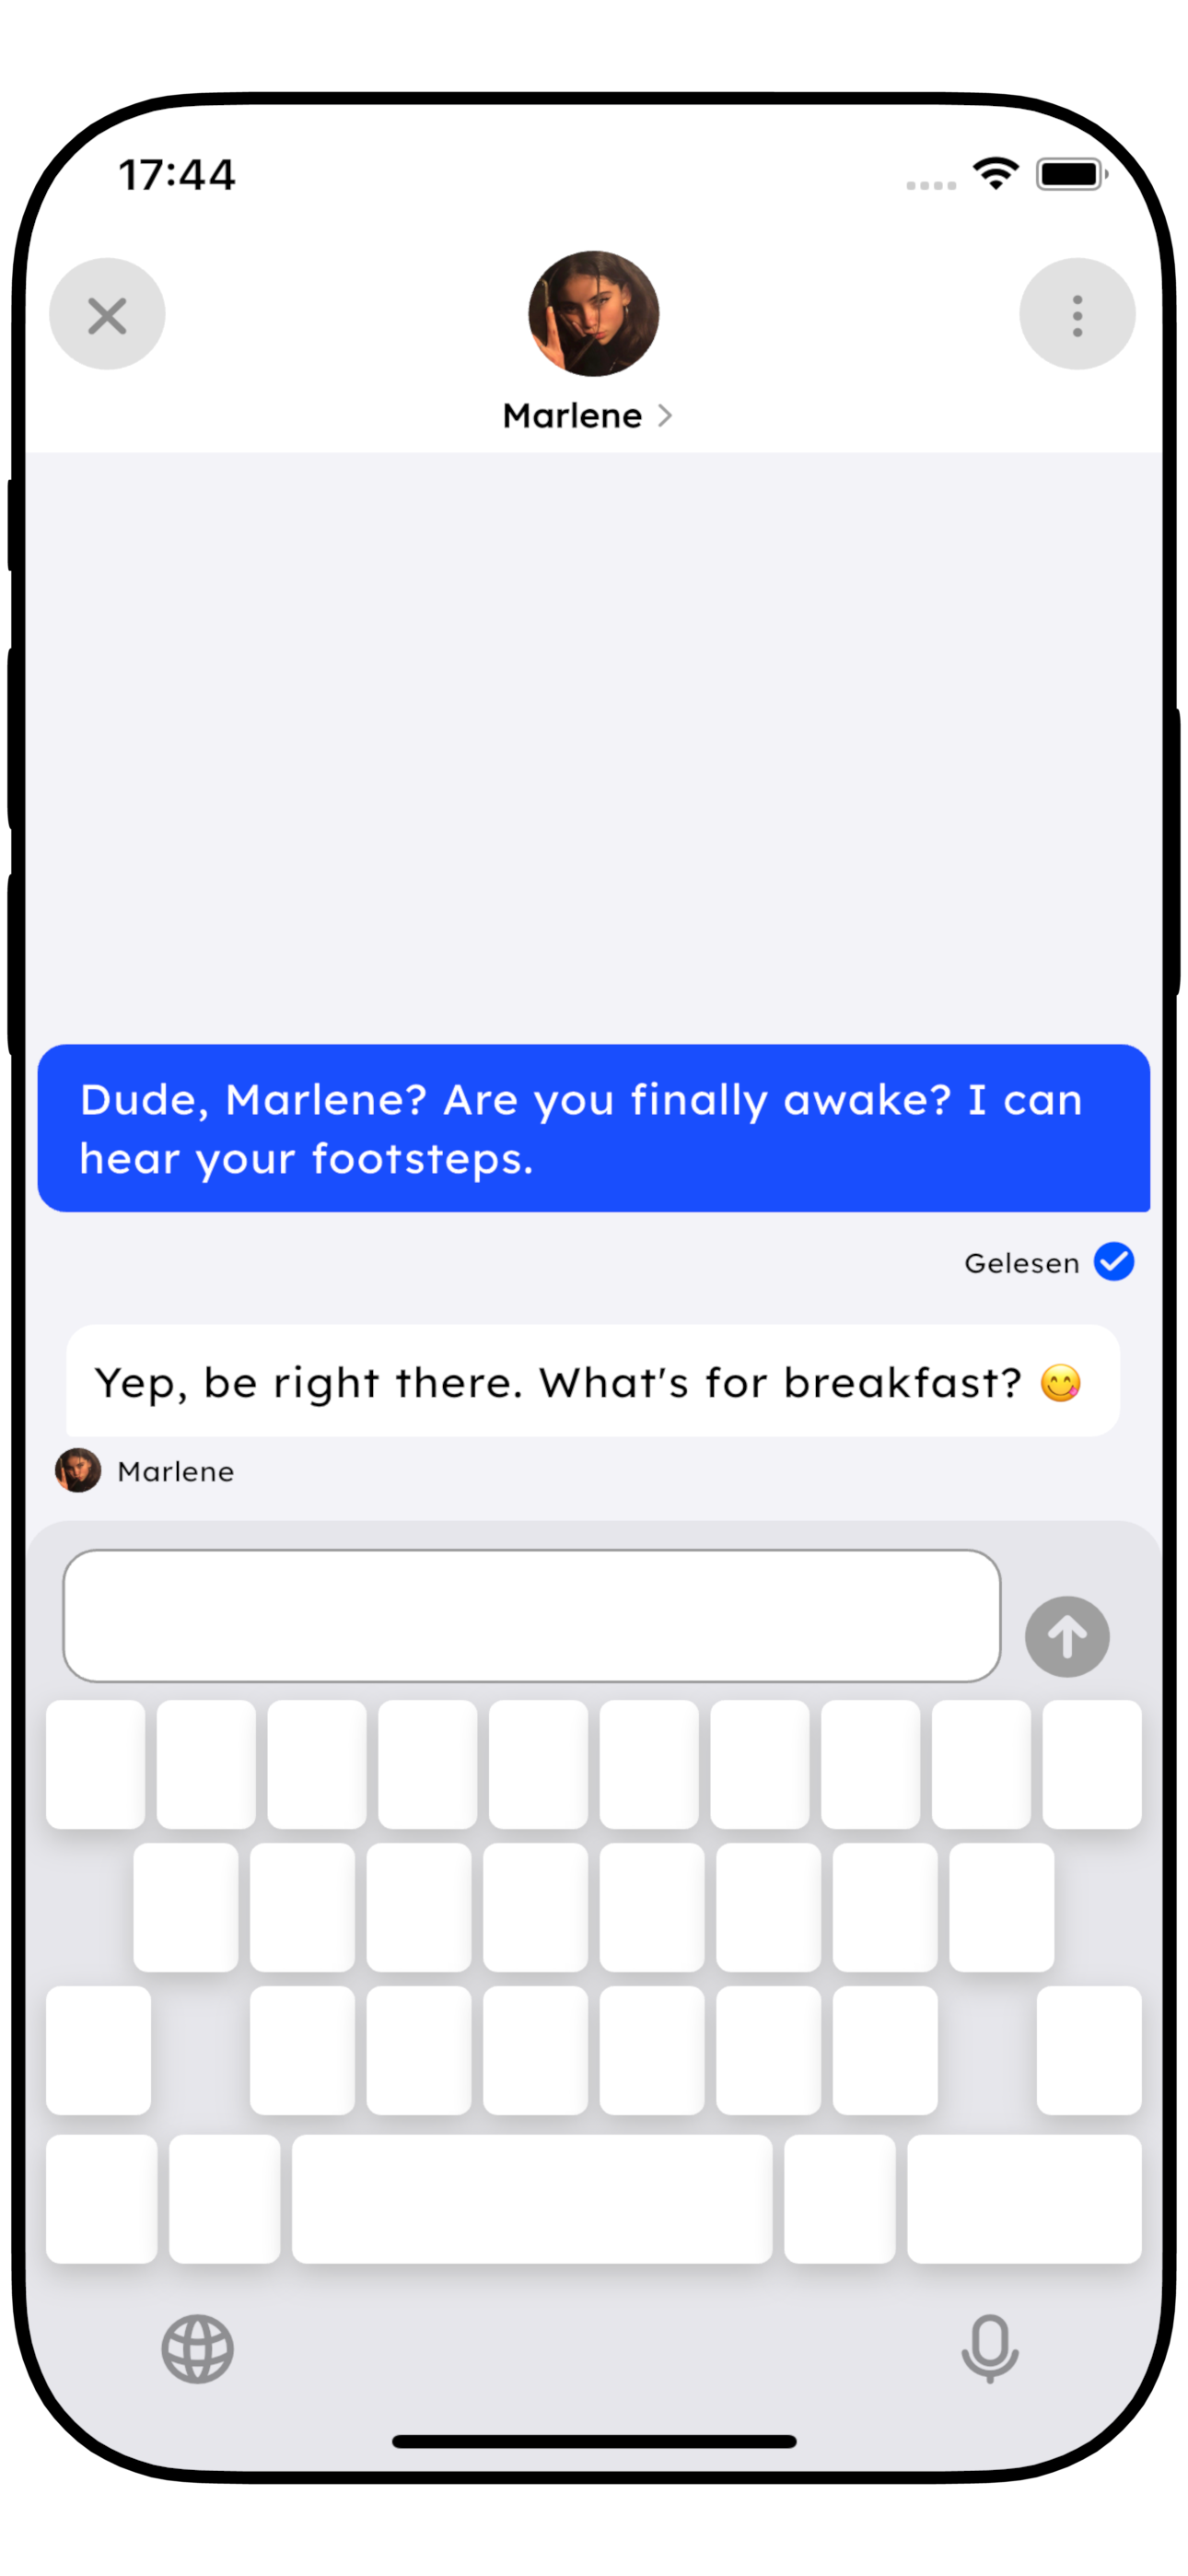 17:44
Marlene
Dude, Marlene? Are you finally awake? I can
hear your footsteps.
Gelesen
Yep, be right there. What's for breakfast? 😋
Marlene